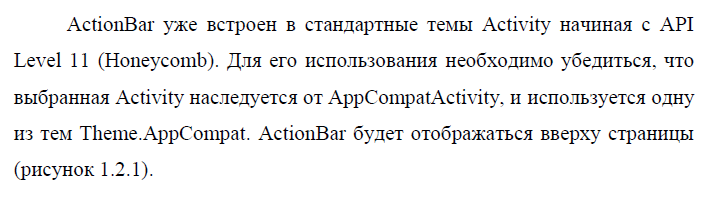 ActionBar уже встроен в стандартные темы Activity начиная с API
Level 11 (Honeycomb). Для его использования необходимо убедиться, что
выбранная Activity наследуется от AppCompatActivity, и используется одну
из тем Theme.AppCompat. ActionBar будет отображаться вверху страницы
(рисунок 1.2.1).